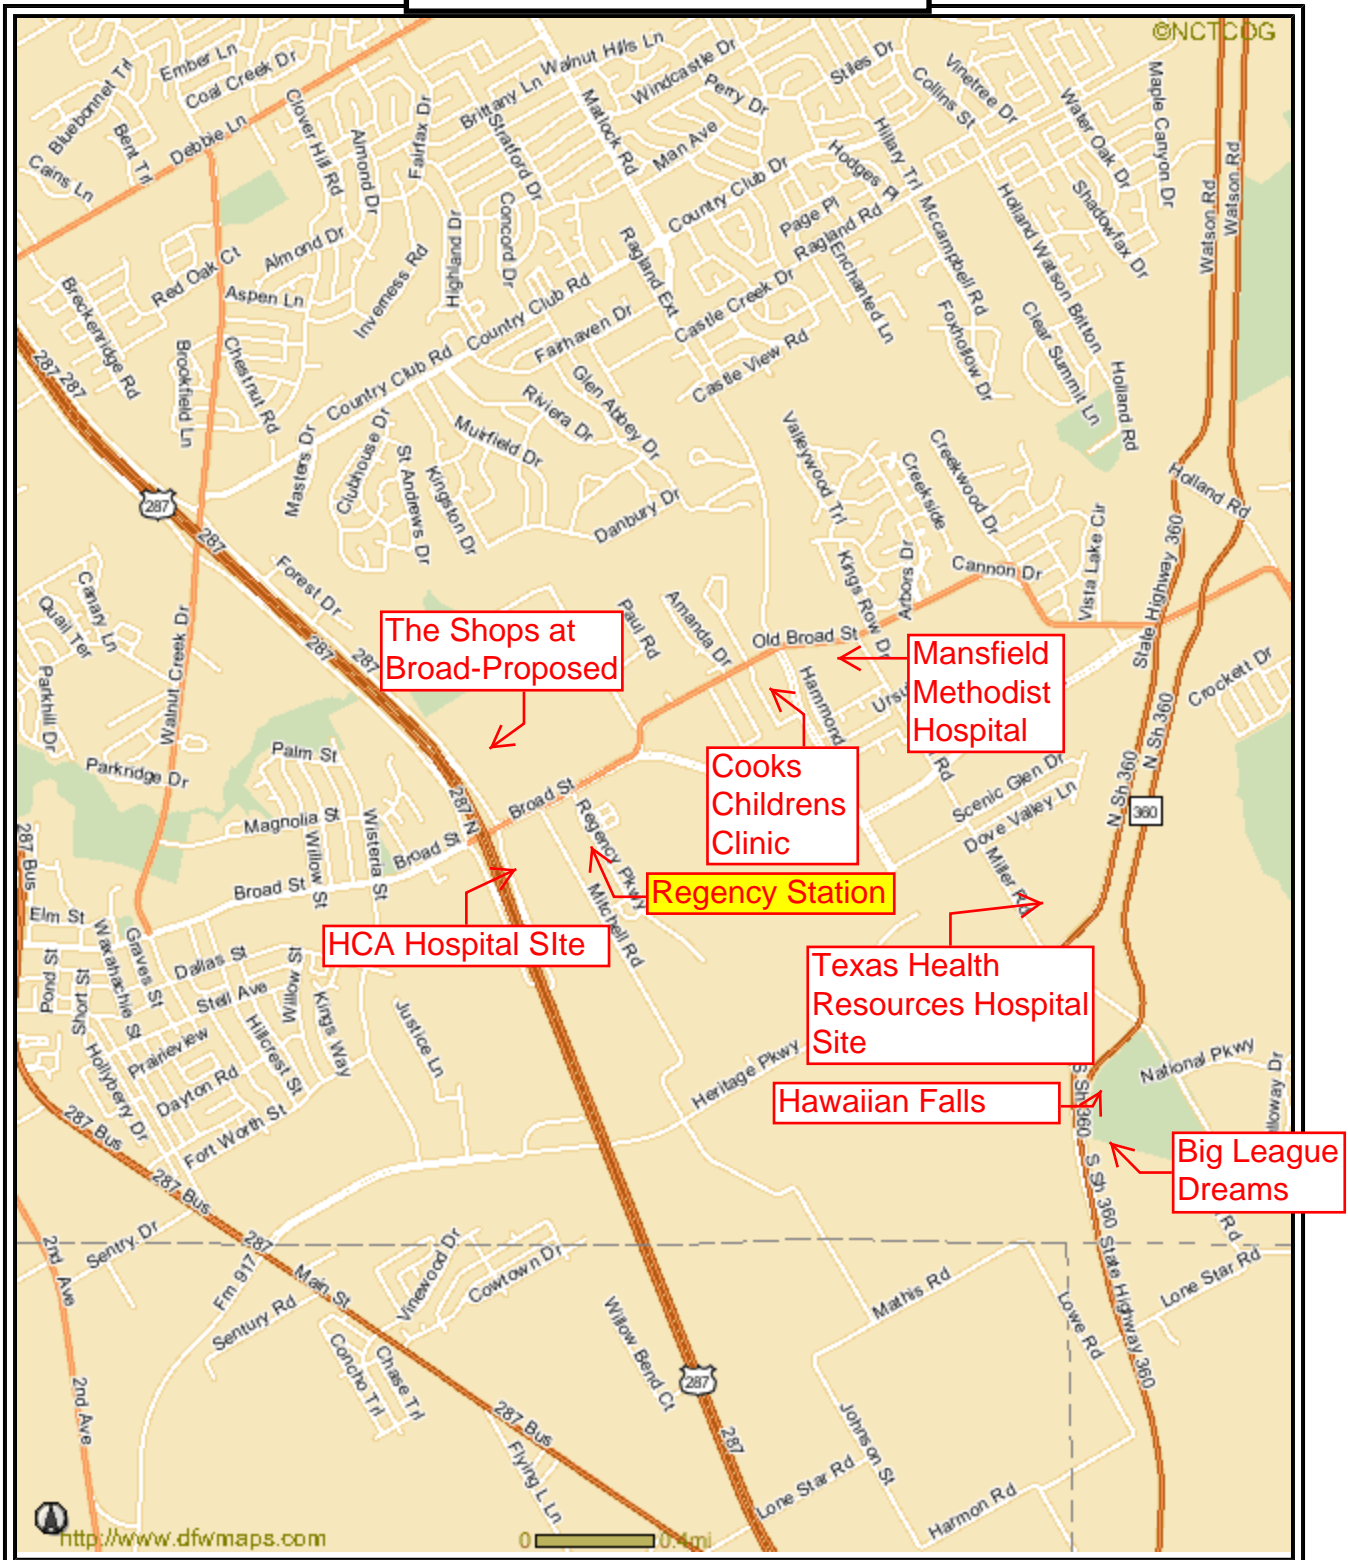 ©NCTCOG
Walnut Hills Ln
Ember Ln
Coal Creek Dr
Bluebonnet Trl
Bent Trl
Cains Ln
Debbie Ln
Clover Hill Rd
Almond Dr
Fairfax Dr
Brittany Ln
Stratford Dr
Matlock Rd
Windcastle Dr
Perry Dr
Man Ave
Stiles Dr
Collins St
Vinetree Dr
Water Oak Dr
Maple Canyon Dr
Shadowfax Dr
Watson Rd
Watson Rd
Hillary Trl
Hodges Pl
Country Club Dr
Page Pl
Ragland Rd
Mccampbell Rd
Holland Watson Britton
Enchanted Ln
Ragland Ext
Concord Dr
Highland Dr
Inverness Rd
Almond Dr
Red Oak Ct
Aspen Ln
Breckenridge Rd
Brookfield Ln
Chestnut Rd
Country Club Rd
Country Club Rd
Fairhaven Dr
Castle Creek Dr
Castle View Rd
Foxhollow Dr
Clear Summit Ln
Holland Rd
Holland Rd
287 287
Glen Abbey Dr
Riviera Dr
Muirfield Dr
Masters Dr
Clubhouse Dr
St Andrews Dr
Kingston Dr
Danbury Dr
Valleywood Trl
Creekside
Creekwood Dr
Vista Lake Cir
State Highway 360
287
287
Forest Dr
Canary Ln
Quail Ter
Parkhill Dr
Parkridge Dr
Walnut Creek Dr
287
287
The Shops at
Broad-Proposed
Paul Rd
Amanda Dr
Old Broad St
Kings Row Dr
Arbors Dr
Cannon Dr
Mansfield
Methodist
Hospital
Hammond
Ursu
Rd
Crockett Dr
Cooks
Childrens
Clinic
N Sh 360
N Sh 360
360
Scenic Glen Dr
Dove Valley Ln
Miller Rd
Palm St
Magnolia St
Willow St
Wisteria St
Broad St
Broad St
Broad St
287 N
Regency Pkwy
Mitchell Rd
Regency Station
HCA Hospital SIte
Texas Health
Resources Hospital
Site
287 Bus
Elm St
Pond St
Short St
Waxahachie St
Graves St
Dallas St
Stell Ave
Willow St
Kings Way
Prairieview
Hillcrest St
Hollyberry Dr
Dayton Rd
Fort Worth St
Justice Ln
Heritage Pkwy
Hawaiian Falls
National Pkwy
lloway Dr
S Sh 360
Big League
Dreams
S Sh 360
Rd
287 Bus
287 Bus
287
Main St
Sentry Dr
2nd Ave
2nd Ave
Fm 917
Sentury Rd
Vinewood Dr
Cowtown Dr
Concho Trl
Chase Trl
287 Bus
Flying L Ln
Willow Bend Ct
287
287
Mathis Rd
Lowe Rd
State Highway 360
Lone Star Rd
Johnson St
Lone Star Rd
Harmon Rd
http://www.dfwmaps.com
0 0.4mi